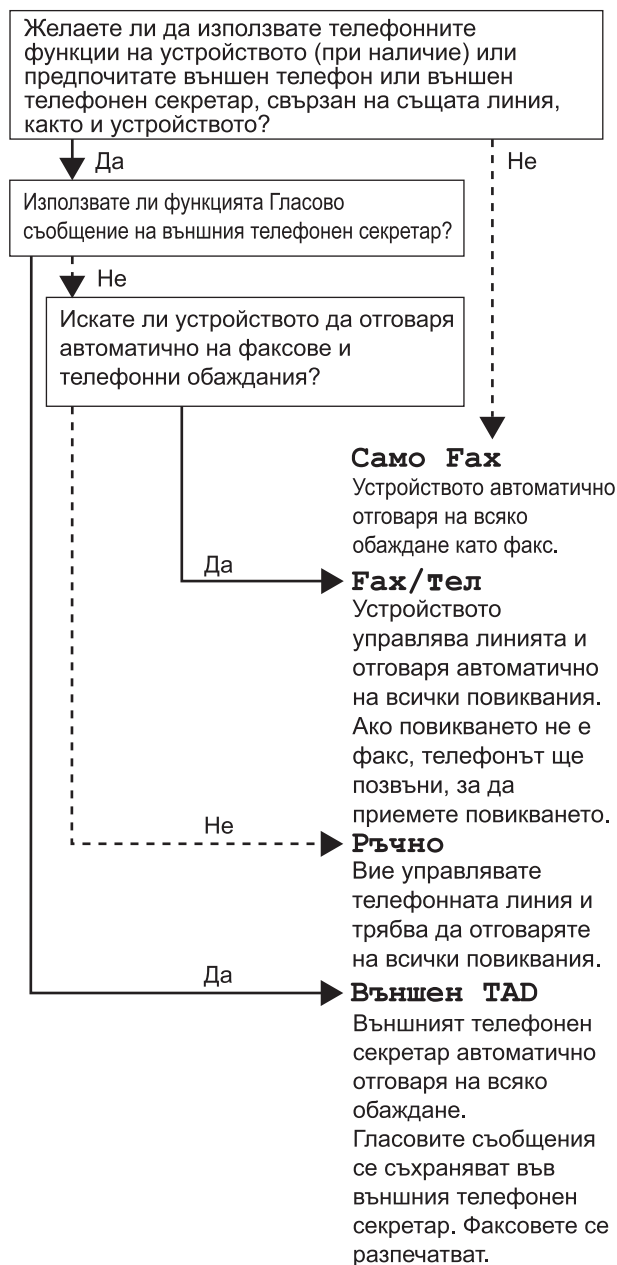 Желаете ли да използвате телефонните
функции на устройството (при наличие) или
предпочитате външен телефон или външен
телефонен секретар, свързан на същата линия,
както и устройството?
Да
Не
Използвате ли функцията Гласово
съобщение на външния телефонен секретар?
Не
Искате ли устройството да отговаря
автоматично на факсове и
телефонни обаждания?
Само Fax
Устройството автоматично
отговаря на всяко
обаждане като факс.
Да
Fax/Тел
Устройството
управлява линията и
отговаря автоматично
на всички повиквания.
Ако повикването не е
факс, телефонът ще
позвъни, за да
приемете повикването.
Не
Ръчно
Вие управлявате
телефонната линия и
трябва да отговаряте
на всички повиквания.
Да
Външен TAD
Външният телефонен
секретар автоматично
отговаря на всяко
обаждане.
Гласовите съобщения
се съхраняват във
външния телефонен
секретар. Факсовете се
разпечатват.